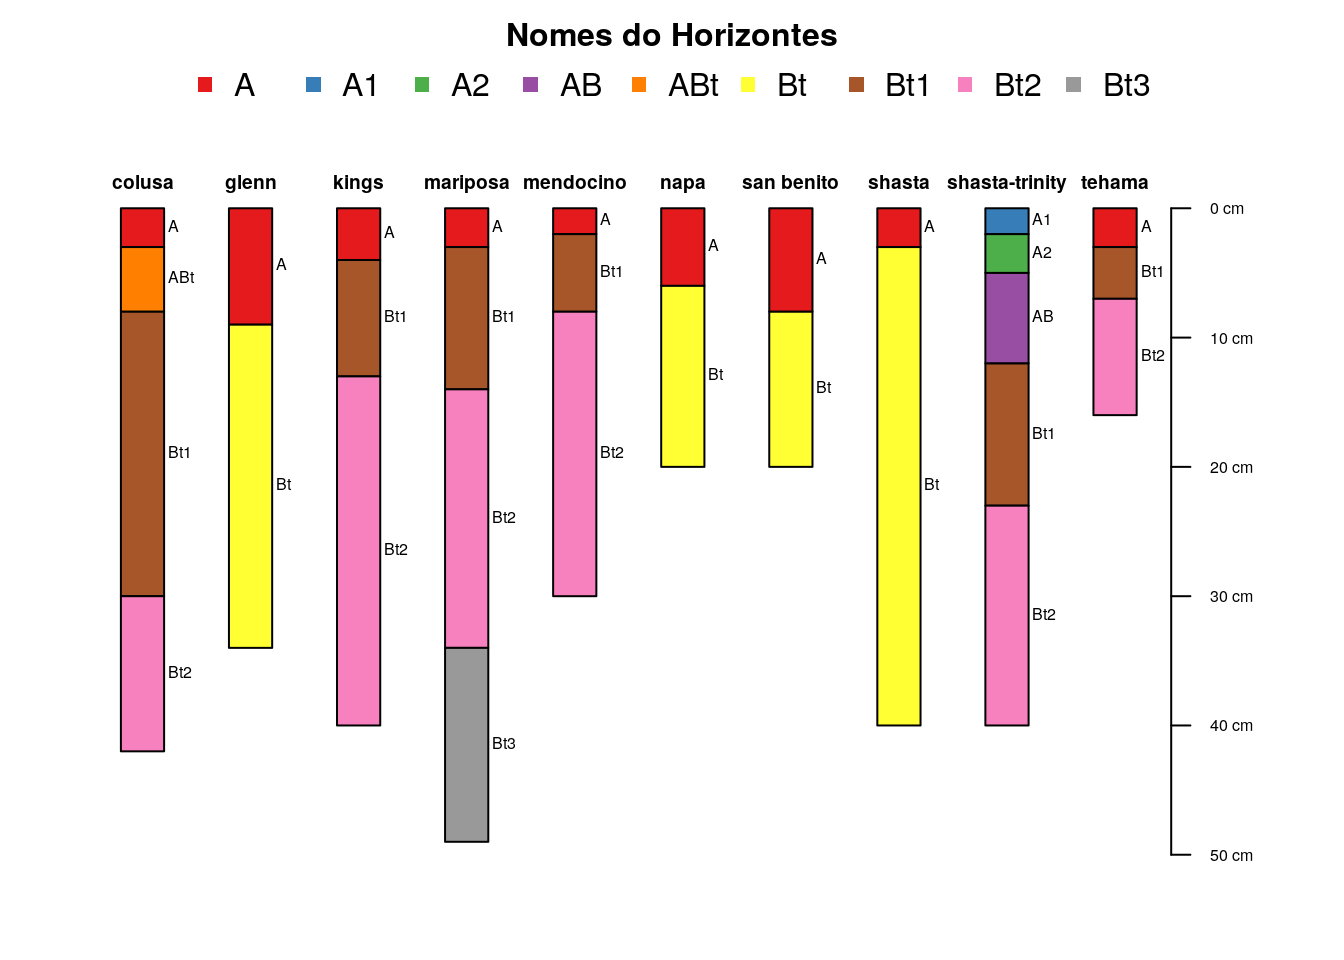 Nomes do Horizontes
A A1 A2 AB ABt Bt Bt1 Bt2 Bt3
colusa glenn kings mariposa mendocino napa san benito shasta shasta-trinity tehama
A
ABt
Bt1
Bt2
A
Bt
A
Bt1
Bt2
A
Bt1
Bt2
Bt3
A
Bt1
Bt2
A
Bt
A
Bt
A
Bt
A1
A2
AB
Bt1
Bt2
A
Bt1
Bt2
0 cm
10 cm
20 cm
30 cm
40 cm
50 cm